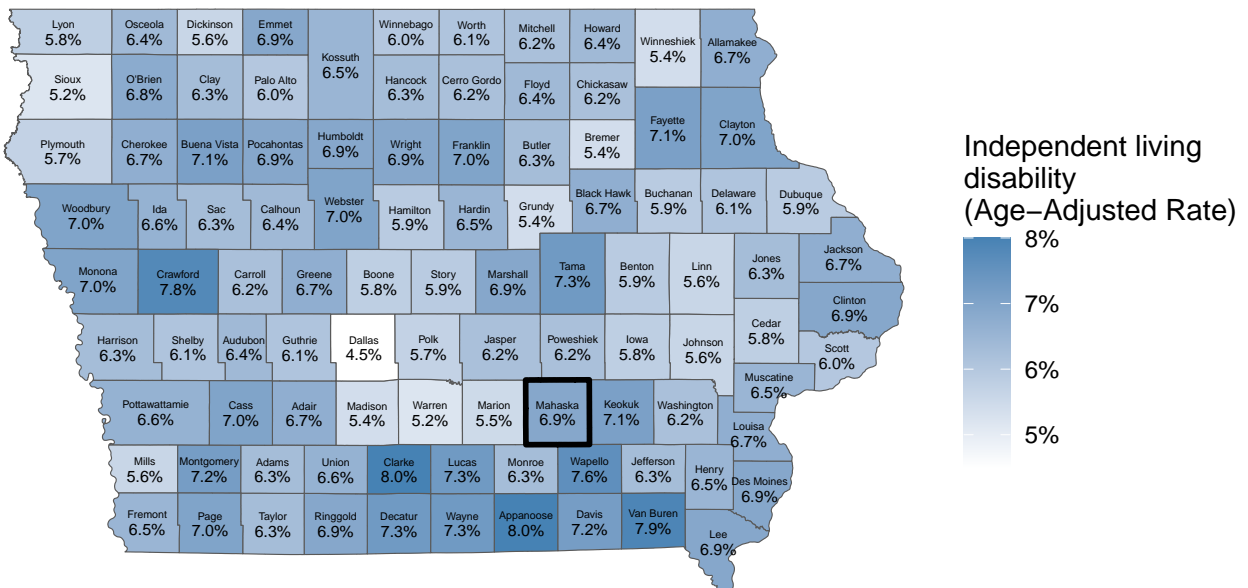 Lyon
5.8%
Osceola
6.4%
Dickinson
5.6%
Emmet
6.9%
Kossuth
6.5%
Winnebago
6.0%
Worth
6.1%
Mitchell
6.2%
Howard
6.4%
Winneshiek
5.4%
Allamakee
6.7%
Sioux
5.2%
O'Brien
6.8%
Clay
6.3%
Palo Alto
6.0%
Hancock
6.3%
Cerro Gordo
6.2%
Floyd
6.4%
Chickasaw
6.2%
Fayette
7.1%
Clayton
7.0%
Plymouth
5.7%
Cherokee
6.7%
Buena Vista
7.1%
Pocahontas
6.9%
Humboldt
6.9%
Wright
6.9%
Franklin
7.0%
Butler
6.3%
Bremer
5.4%
Woodbury
7.0%
Ida
6.6%
Sac
6.3%
Calhoun
6.4%
Webster
7.0%
Hamilton
5.9%
Hardin
6.5%
Grundy
5.4%
Black Hawk
6.7%
Buchanan
5.9%
Delaware
6.1%
Dubuque
5.9%
Monona
7.0%
Crawford
7.8%
Carroll
6.2%
Greene
6.7%
Boone
5.8%
Story
5.9%
Marshall
6.9%
Tama
7.3%
Benton
5.9%
Linn
5.6%
Jones
6.3%
Jackson
6.7%
Clinton
6.9%
Harrison
6.3%
Shelby
6.1%
Audubon
6.4%
Guthrie
6.1%
Dallas
4.5%
Polk
5.7%
Jasper
6.2%
Poweshiek
6.2%
Iowa
5.8%
Johnson
5.6%
Cedar
5.8%
Scott
6.0%
Muscatine
6.5%
Pottawattamie
6.6%
Cass
7.0%
Adair
6.7%
Madison
5.4%
Warren
5.2%
Marion
5.5%
Mahaska
6.9%
Keokuk
7.1%
Washington
6.2%
Louisa
6.7%
Mills
5.6%
Montgomery
7.2%
Adams
6.3%
Union
6.6%
Clarke
8.0%
Lucas
7.3%
Monroe
6.3%
Wapello
7.6%
Jefferson
6.3%
Henry
6.5%
Des Moines
6.9%
Fremont
6.5%
Page
7.0%
Taylor
6.3%
Ringgold
6.9%
Decatur
7.3%
Wayne
7.3%
Appanoose
8.0%
Davis
7.2%
Van Buren
7.9%
Lee
6.9%
Independent living
disability
(Age−Adjusted Rate)
8%
7%
6%
5%